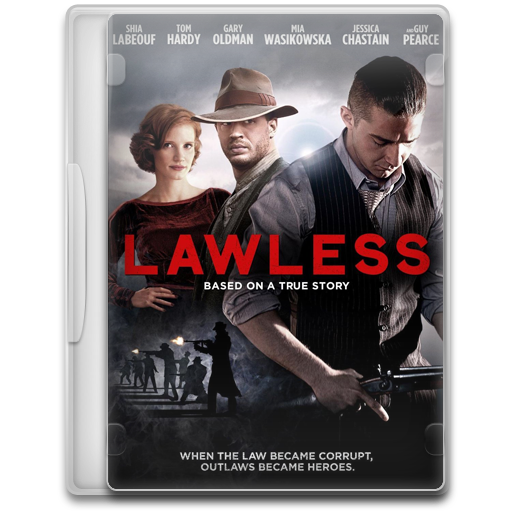 SHIA LABEOUF TOM HARDY GARY OLDMAN MIA WASIKOWSKA JESSICA CHASTAIN AND GUY PEARCE
LAWLESS
BASED ON A TRUE STORY
WHEN THE LAW BECAME CORRUPT,
OUTLAWS BECAME HEROES.